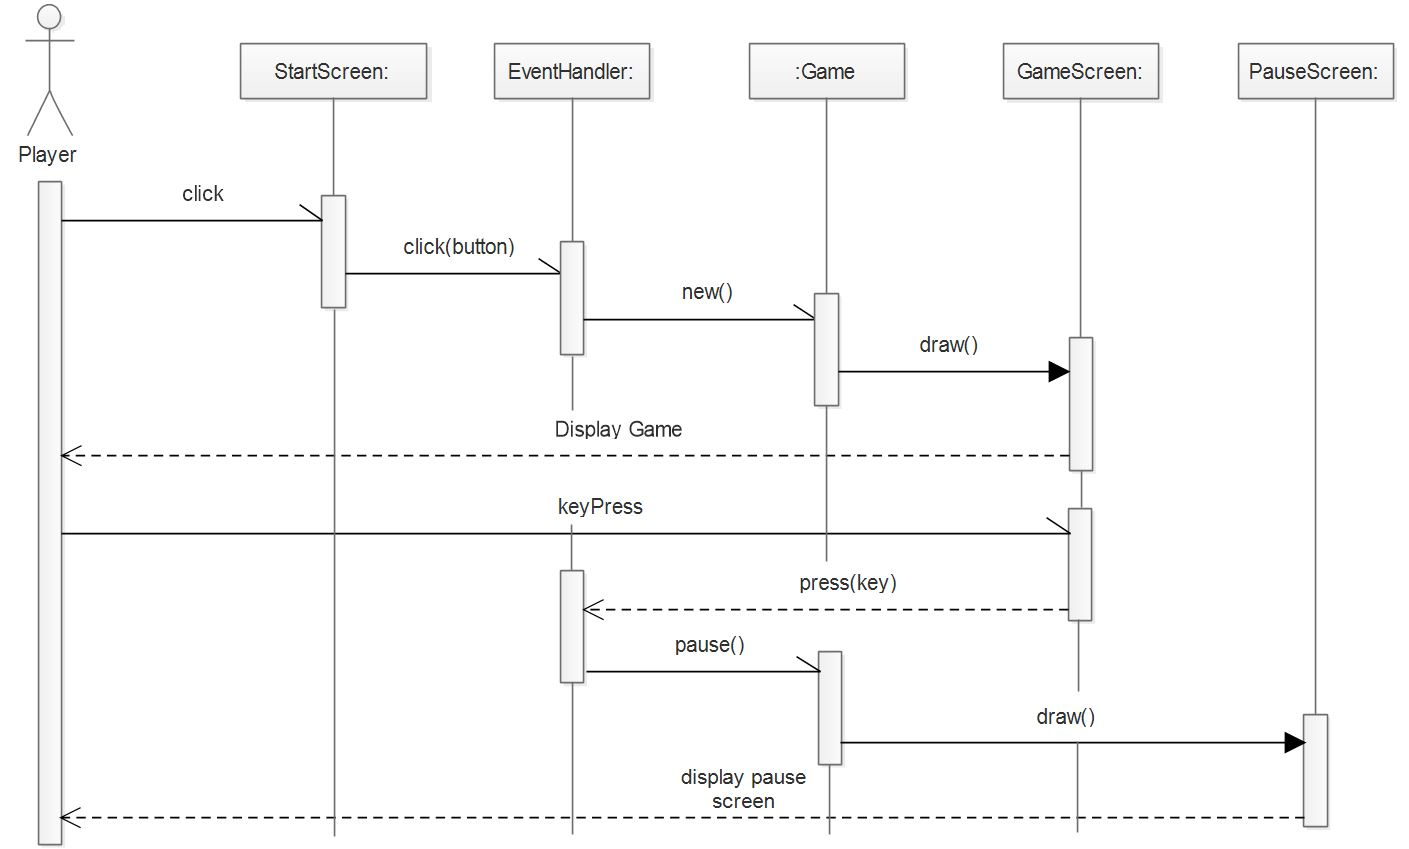 StartScreen:
EventHandler:
:Game
GameScreen:
PauseScreen:
Player
click
click(button)
new()
draw()
Display Game
keyPress
press(key)
pause()
draw()
display pause
screen